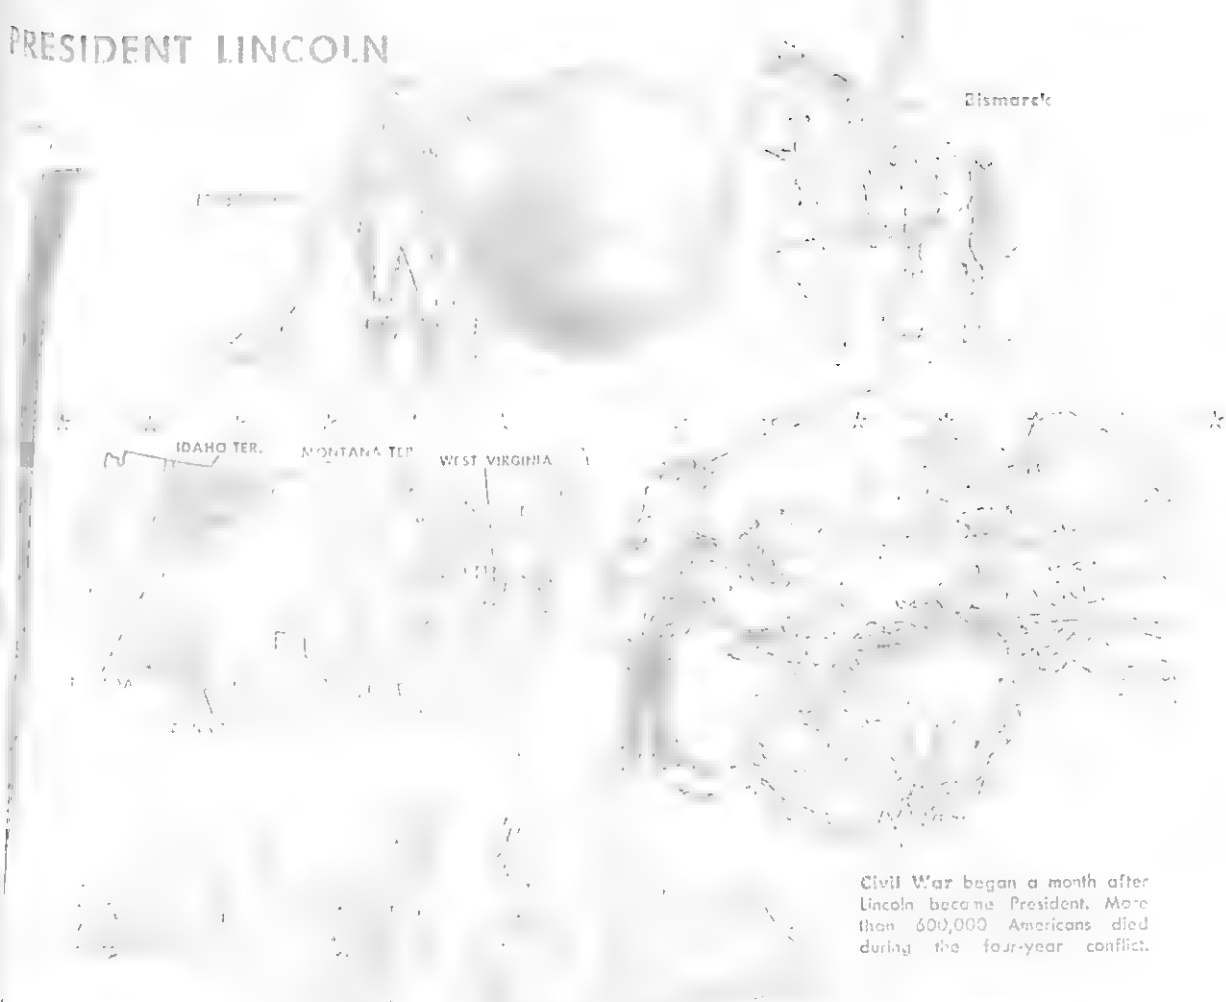 PRESIDENT LINCOLN
Bismarck
IDAHO TER.
MONTANA TER
WEST VIRGINIA
Civil War began a month after
Lincoln became President. More
than 600,000 Americans died
during the four-year conflict.